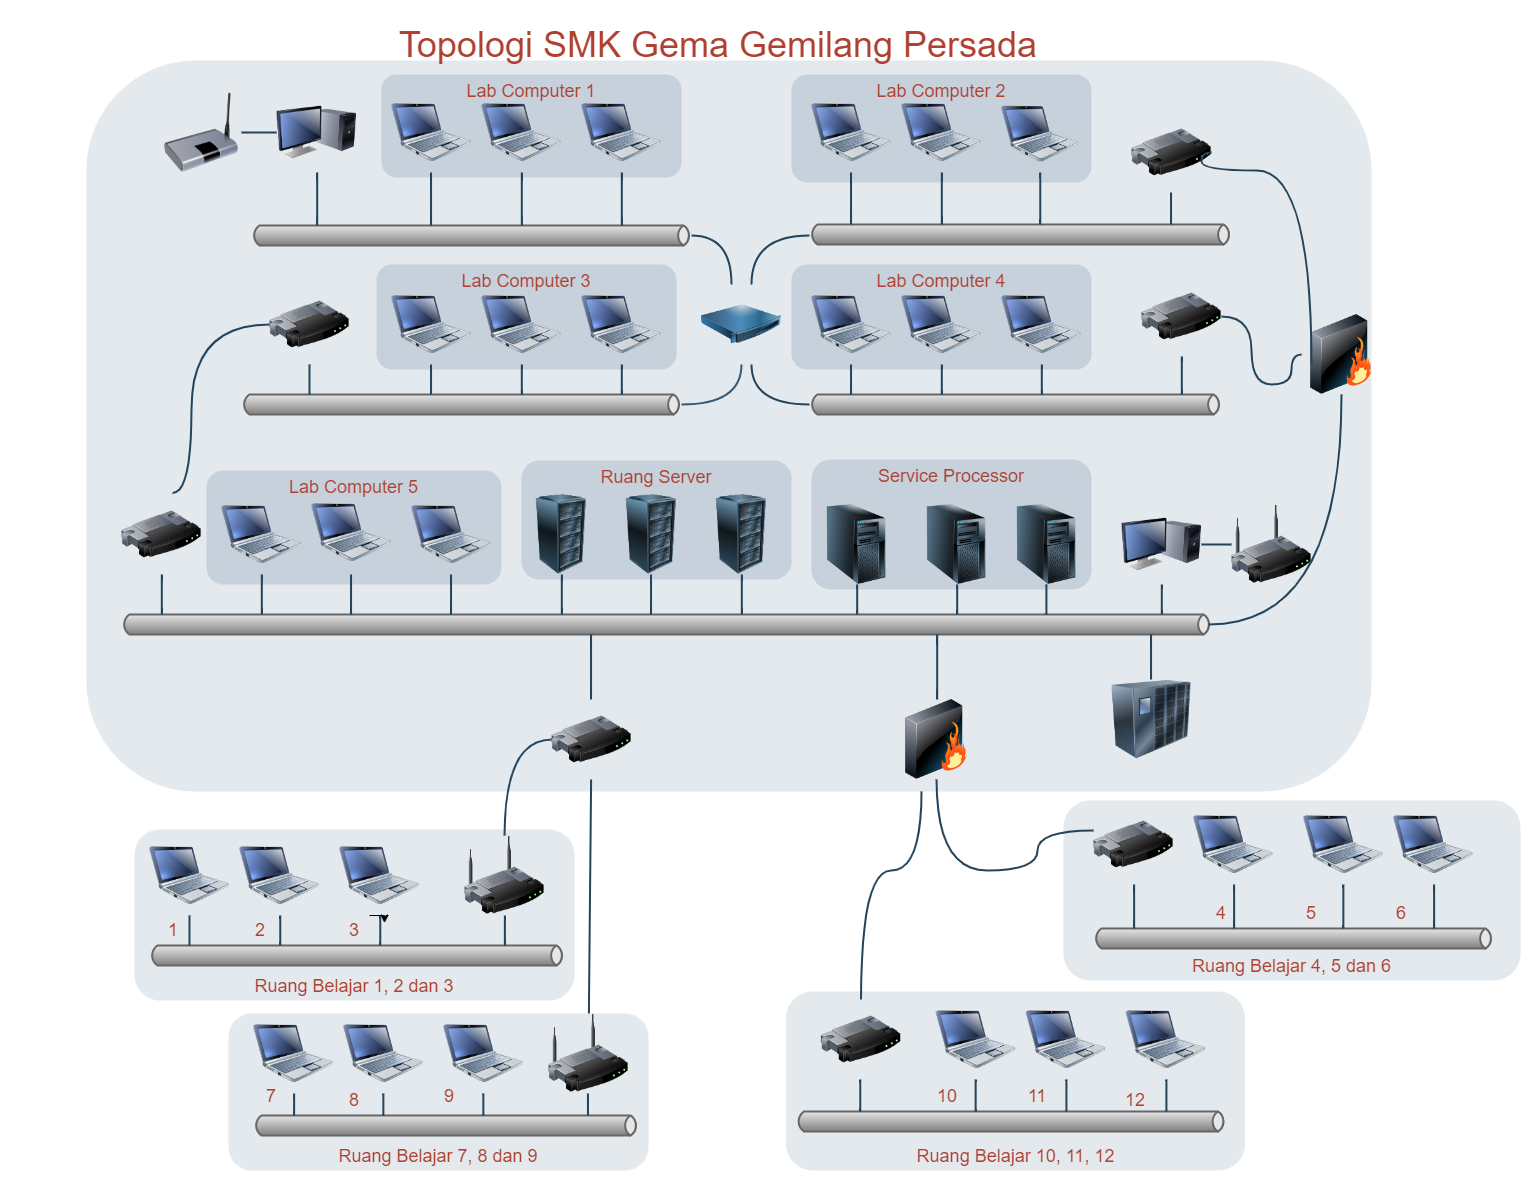 Topologi SMK Gema Gemilang Persada
Lab Computer 1
Lab Computer 2
Lab Computer 3
Lab Computer 4
Lab Computer 5
Ruang Server
Service Processor
1
2
3
Ruang Belajar 1, 2 dan 3
4
5
6
Ruang Belajar 4, 5 dan 6
7
8
9
Ruang Belajar 7, 8 dan 9
10
11
12
Ruang Belajar 10, 11, 12